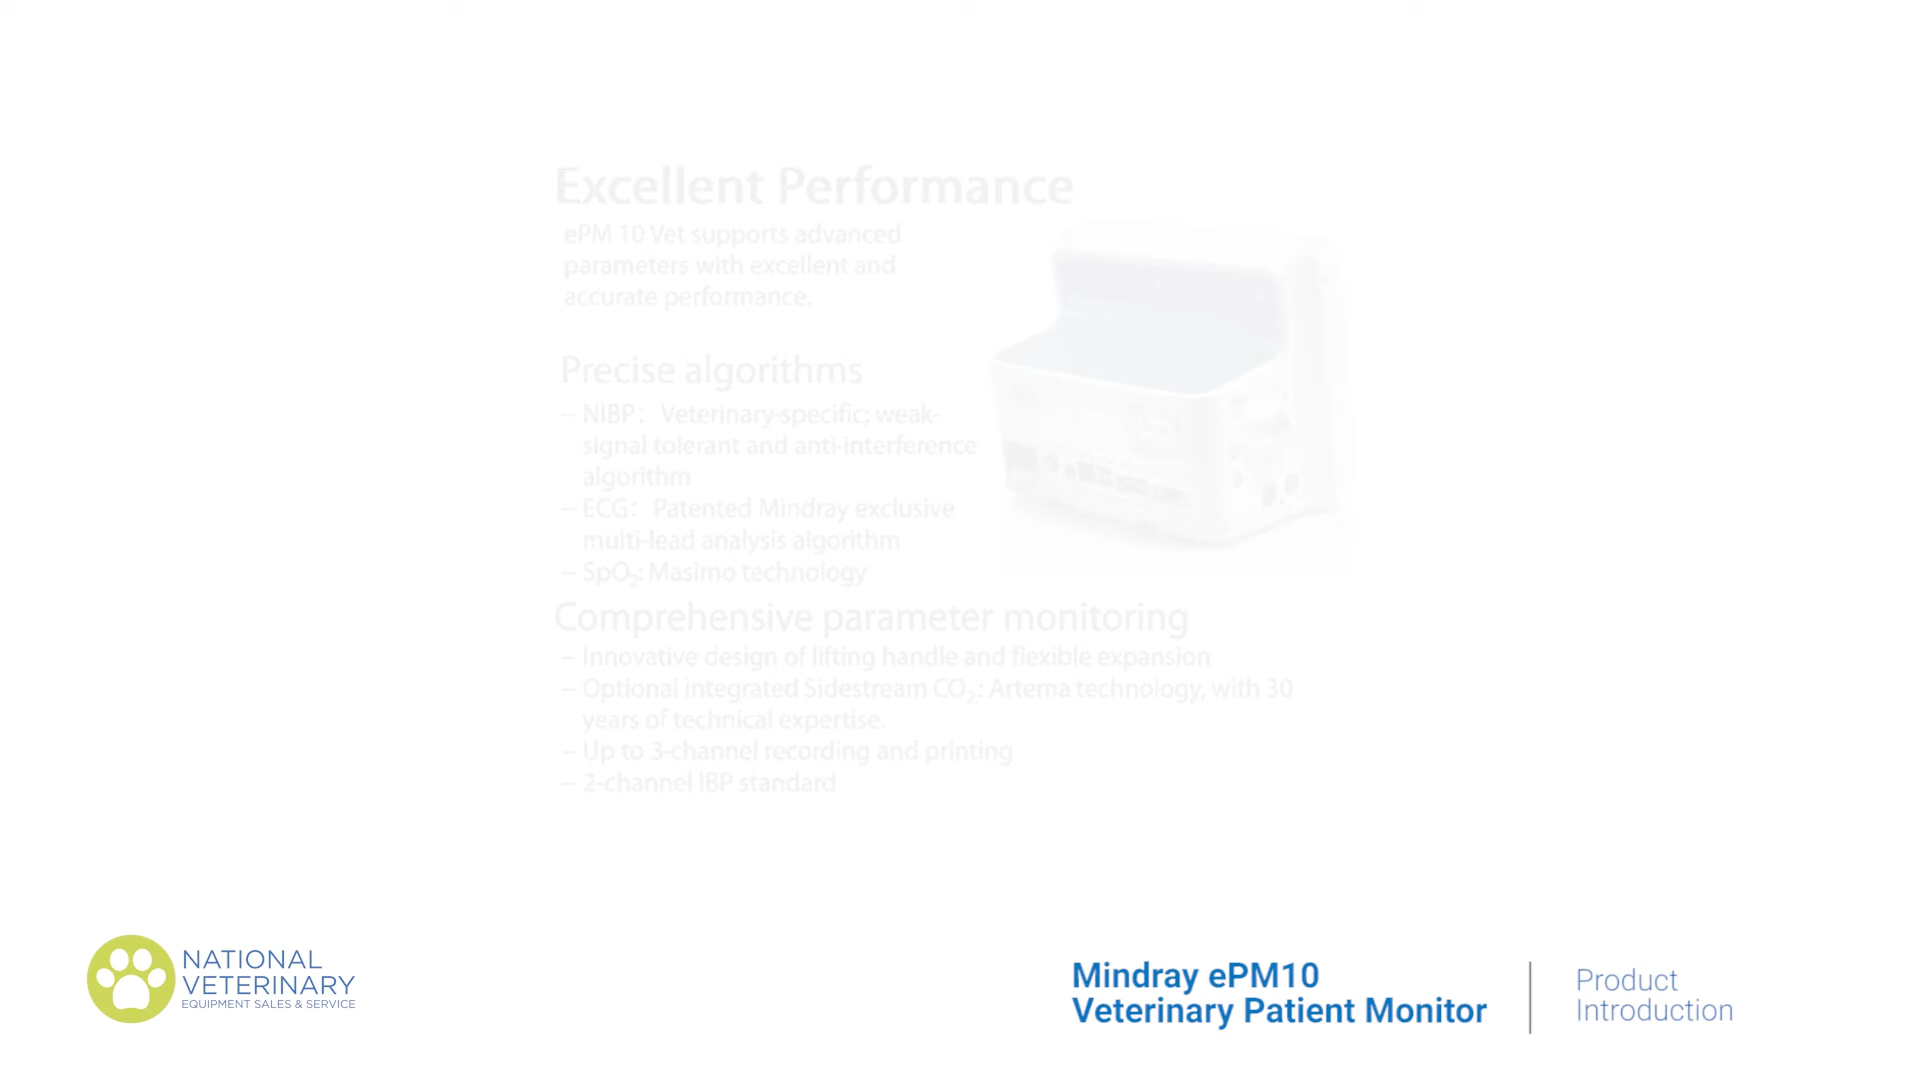 Excellent Performance
ePM 10 Vet supports advanced
parameters with excellent and
accurate performance.
Precise algorithms
– NIBP： Veterinary-specific; weak-
signal tolerant and anti-interference
algorithm
– ECG： Patented Mindray exclusive
multi-lead analysis algorithm
– SpO₂: Masimo technology
Comprehensive parameter monitoring
– Innovative design of lifting handle and flexible expansion
– Optional integrated Sidestream CO₂: Artema technology, with 30
years of technical expertise.
– Up to 3-channel recording and printing
– 2-channel IBP standard
NATIONAL
VETERINARY
EQUIPMENT SALES & SERVICE
Mindray ePM10
Veterinary Patient Monitor
Product
Introduction